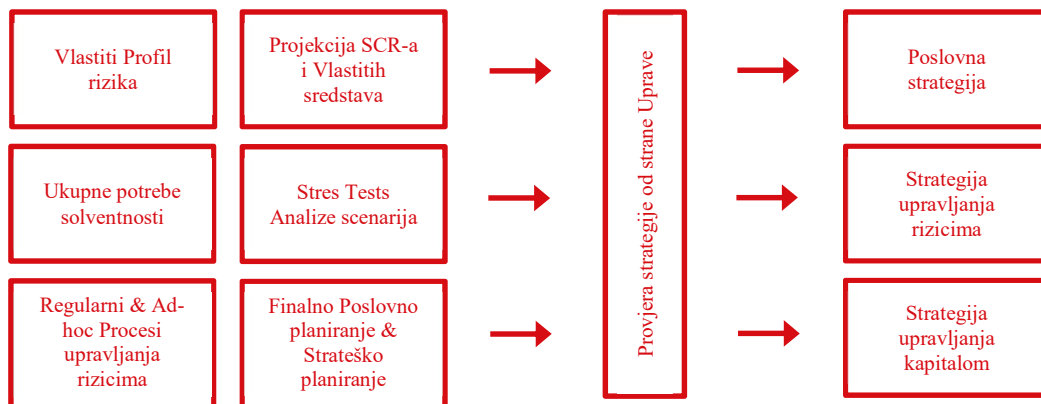 Vlastiti Profil
rizika
Projekcija SCR-a
i Vlastitih
sredstava
Poslovna
strategija
Provjera strategije od strane Uprave
Ukupne potrebe
solventnosti
Stres Tests
Analize scenarija
Strategija
upravljanja
rizicima
Regularni & Ad-
hoc Procesi
upravljanja
rizicima
Finalno Poslovno
planiranje &
Strateško
planiranje
Strategija
upravljanja
kapitalom